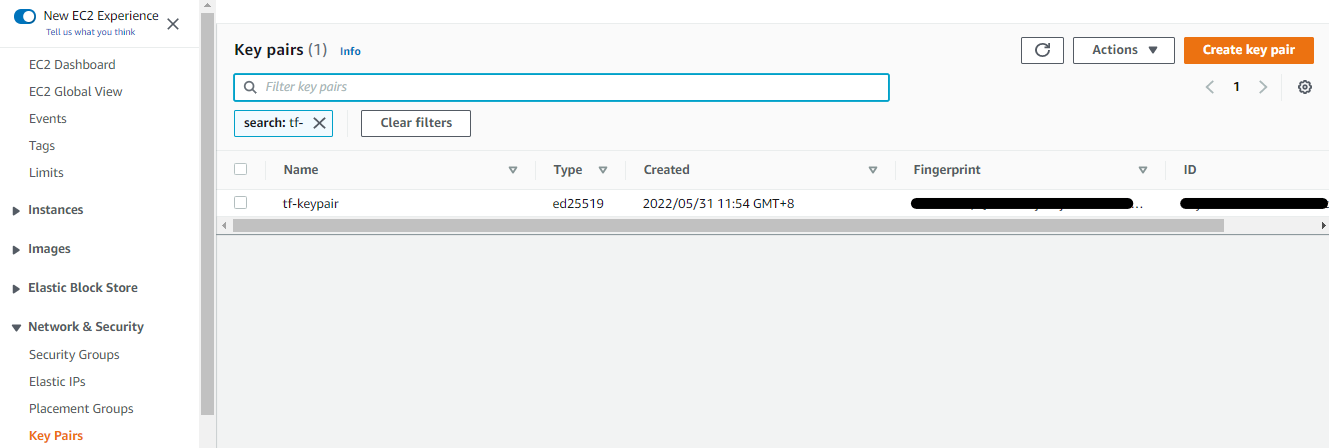 New EC2 Experience
Tell us what you think
EC2 Dashboard
EC2 Global View
Events
Tags
Limits
Instances
Images
Elastic Block Store
Network & Security
Security Groups
Elastic IPs
Placement Groups
Key Pairs
Key pairs (1) Info
Actions
Create key pair
Filter key pairs
1
search: tf-
Clear filters
Name Type Created Fingerprint ID
tf-keypair ed25519 2022/05/31 11:54 GMT+8 ...